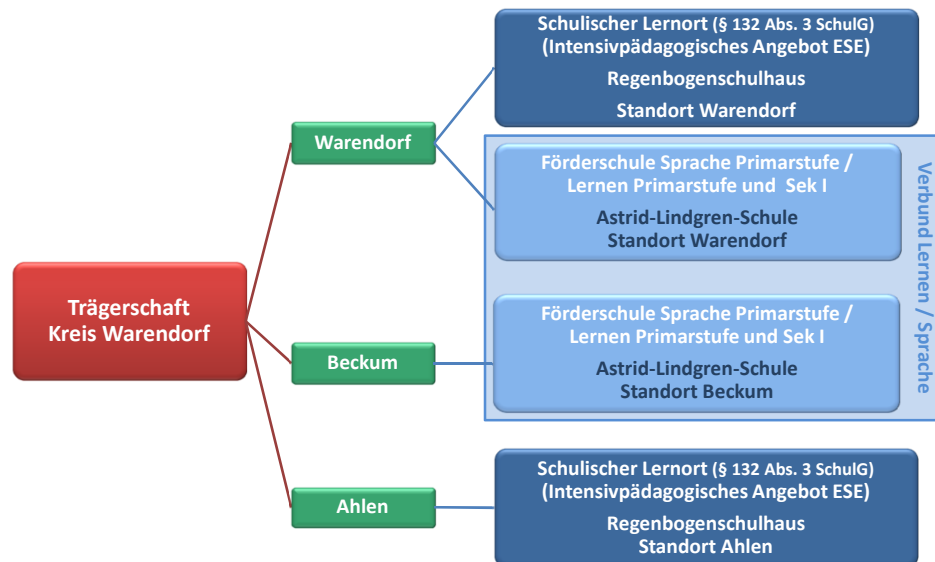 Schulischer Lernort (§ 132 Abs. 3 SchulG)
(Intensivpädagogisches Angebot ESE)
Regenbogenschulhaus
Standort Warendorf
Warendorf
Förderschule Sprache Primarstufe /
Lernen Primarstufe und Sek I
Astrid-Lindgren-Schule
Standort Warendorf
Verbund Lernen / Sprache
Trägerschaft
Kreis Warendorf
Beckum
Förderschule Sprache Primarstufe /
Lernen Primarstufe und Sek I
Astrid-Lindgren-Schule
Standort Beckum
Ahlen
Schulischer Lernort (§ 132 Abs. 3 SchulG)
(Intensivpädagogisches Angebot ESE)
Regenbogenschulhaus
Standort Ahlen